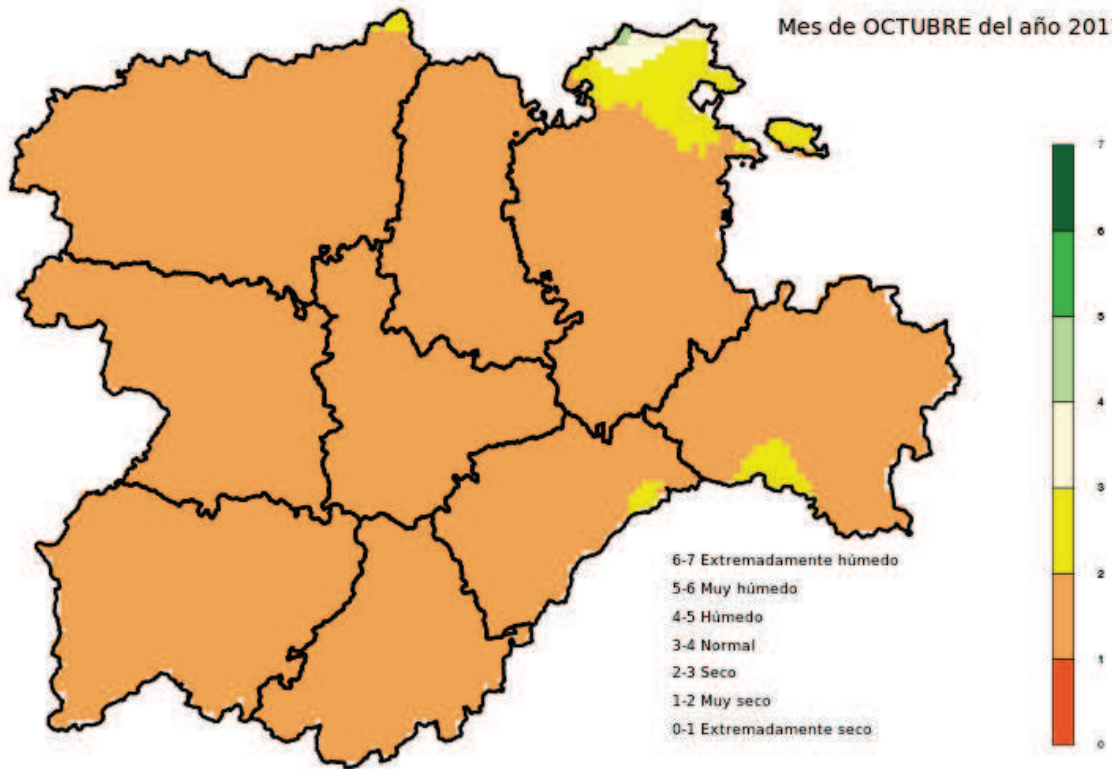 Mes de OCTUBRE del año 201
7
6
5
4
3
2
1
0
6-7 Extremadamente húmedo
5-6 Muy húmedo
4-5 Húmedo
3-4 Normal
2-3 Seco
1-2 Muy seco
0-1 Extremadamente seco